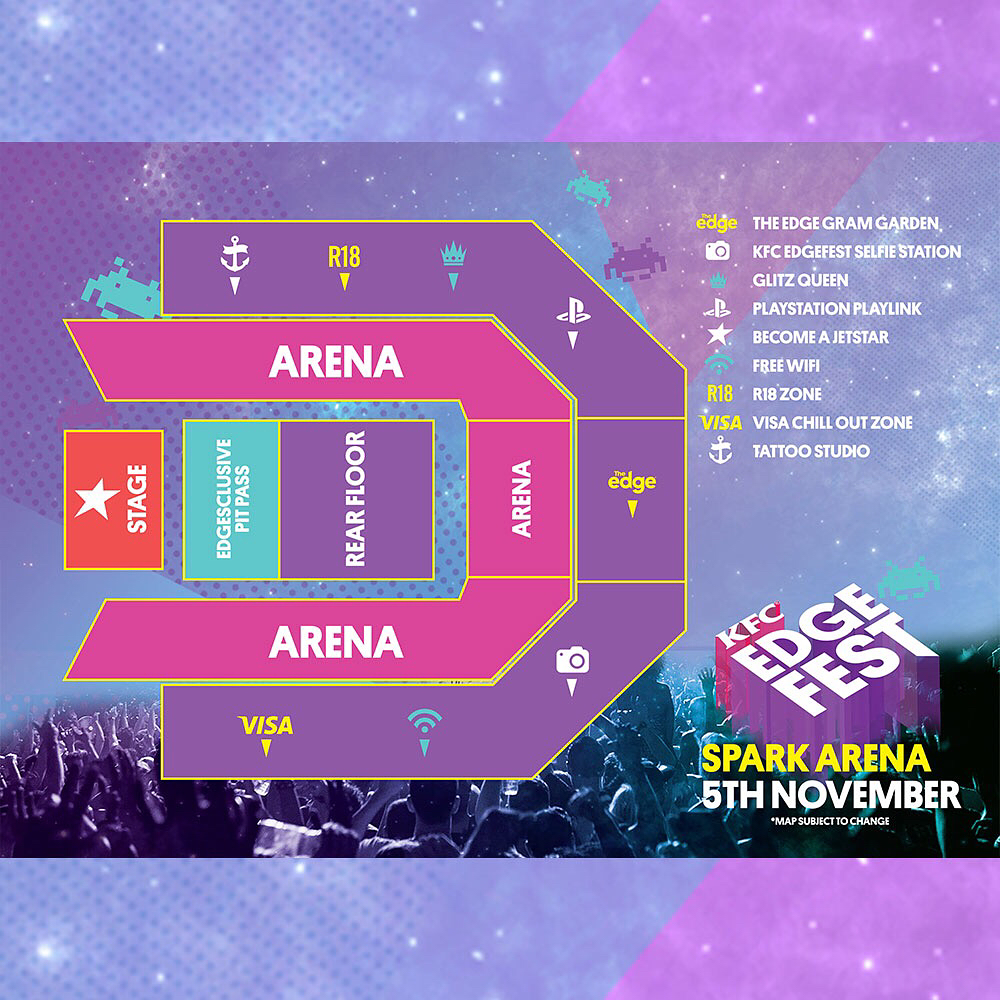 R18
ARENA
STAGE
EDGESCLUSIVE
PIT PASS
REAR FLOOR
ARENA
The
edge
ARENA
VISA
The
edge THE EDGE GRAM GARDEN
KFC EDGEFEST SELFIE STATION
GLITZ QUEEN
PLAYSTATION PLAYLINK
BECOME A JETSTAR
FREE WIFI
R18 R18 ZONE
VISA VISA CHILL OUT ZONE
TATTOO STUDIO
KFC
EDGE
FEST
SPARK ARENA
5TH NOVEMBER
*MAP SUBJECT TO CHANGE